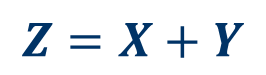 Z = X + Y